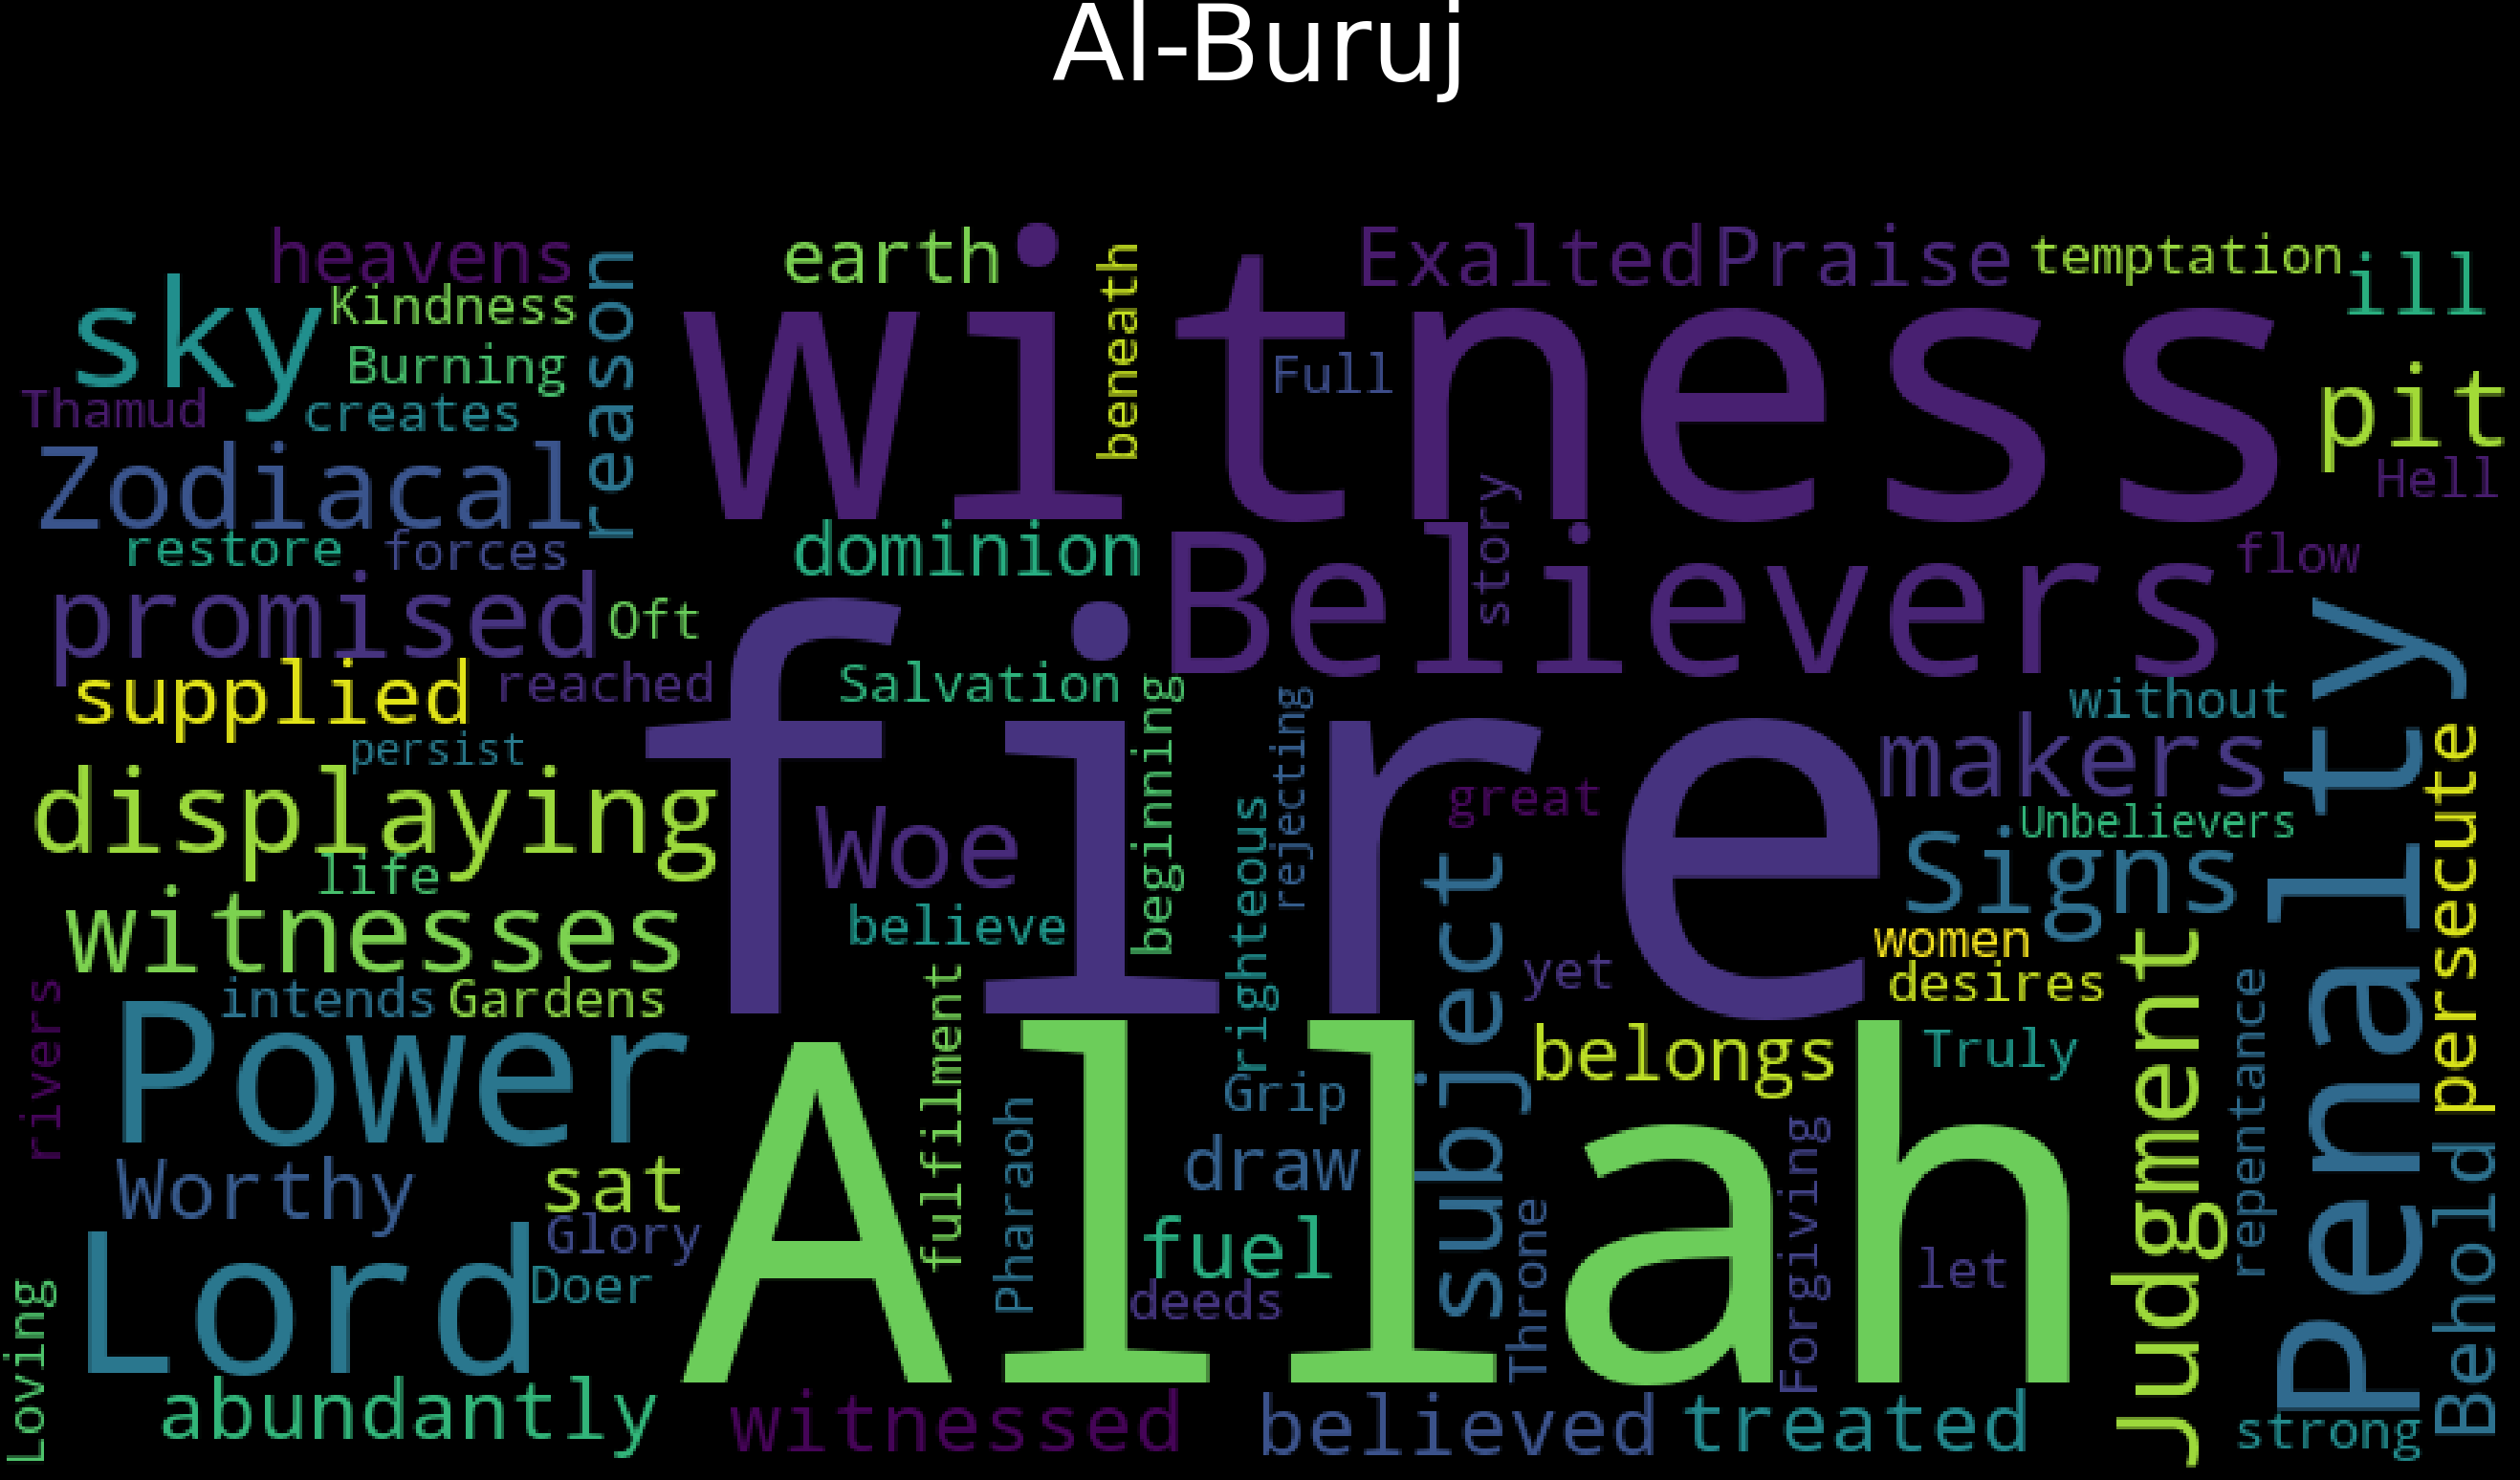 Al-Buruj
heavens
earth
Exalted
Praise
temptation
ill
sky
Kindness
reason
witness
beneath
Burning
Full
pit
Thamud
creates
Hell
Zodiacal
story
restore
forces
dominion
Believers
flow
promised
Oft
supplied
reached
Salvation
beginning
rejecting
without
Penalty
persist
fire
makers
persecute
displaying
Woe
great
Unbelievers
life
righteous
subject
Signs
witnesses
believe
women
yet
desires
Judgment
rivers
intends
Gardens
fulfilment
repentance
Power
Allah
belongs
Truly
Grip
Pharaoh
Worthy
sat
draw
Forgiving
Behold
Glory
fuel
Throne
let
Lord
Doer
deeds
Loving
abundantly
witnessed
believed
treated
strong